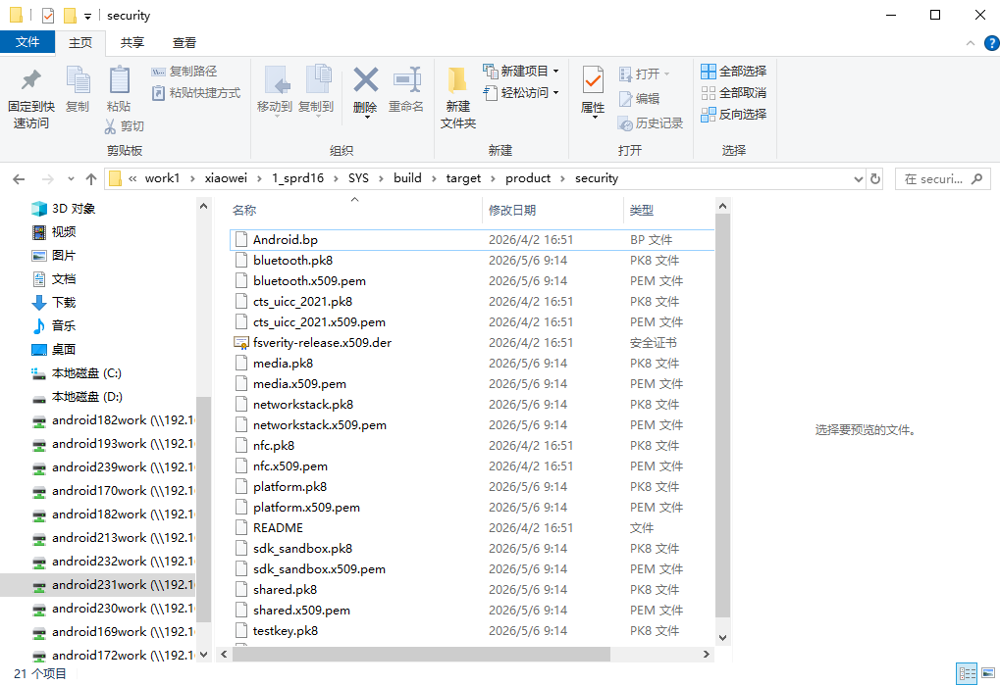 security
文件 主页 共享 查看
固定到快速访问 复制 粘贴 复制路径 粘贴快捷方式 剪切 移动到 复制到 删除 重命名 新建文件夹 新建项目 轻松访问 属性 打开 编辑 历史记录 全部选择 全部取消 反向选择
剪贴板 组织 新建 打开 选择
« work1 › xiaowei › 1_sprd16 › SYS › build › target › product › security 在 securi...
3D 对象
视频
图片
文档
下载
音乐
桌面
本地磁盘 (C:)
本地磁盘 (D:)
android182work (\\192.1
android193work (\\192.1
android239work (\\192.1
android170work (\\192.1
android182work (\\192.1
android213work (\\192.1
android232work (\\192.1
android231work (\\192.1
android230work (\\192.1
android169work (\\192.1
android172work (\\192.1
名称 修改日期 类型
Android.bp 2026/4/2 16:51 BP 文件
bluetooth.pk8 2026/5/6 9:14 PK8 文件
bluetooth.x509.pem 2026/5/6 9:14 PEM 文件
cts_uicc_2021.pk8 2026/4/2 16:51 PK8 文件
cts_uicc_2021.x509.pem 2026/4/2 16:51 PEM 文件
fsverity-release.x509.der 2026/4/2 16:51 安全证书
media.pk8 2026/5/6 9:14 PK8 文件
media.x509.pem 2026/5/6 9:14 PEM 文件
networkstack.pk8 2026/5/6 9:14 PK8 文件
networkstack.x509.pem 2026/5/6 9:14 PEM 文件
nfc.pk8 2026/4/2 16:51 PK8 文件
nfc.x509.pem 2026/4/2 16:51 PEM 文件
platform.pk8 2026/5/6 9:14 PK8 文件
platform.x509.pem 2026/5/6 9:14 PEM 文件
README 2026/4/2 16:51 文件
sdk_sandbox.pk8 2026/5/6 9:14 PK8 文件
sdk_sandbox.x509.pem 2026/5/6 9:14 PEM 文件
shared.pk8 2026/5/6 9:14 PK8 文件
shared.x509.pem 2026/5/6 9:14 PEM 文件
testkey.pk8 2026/5/6 9:14 PK8 文件
选择要预览的文件。
21 个项目